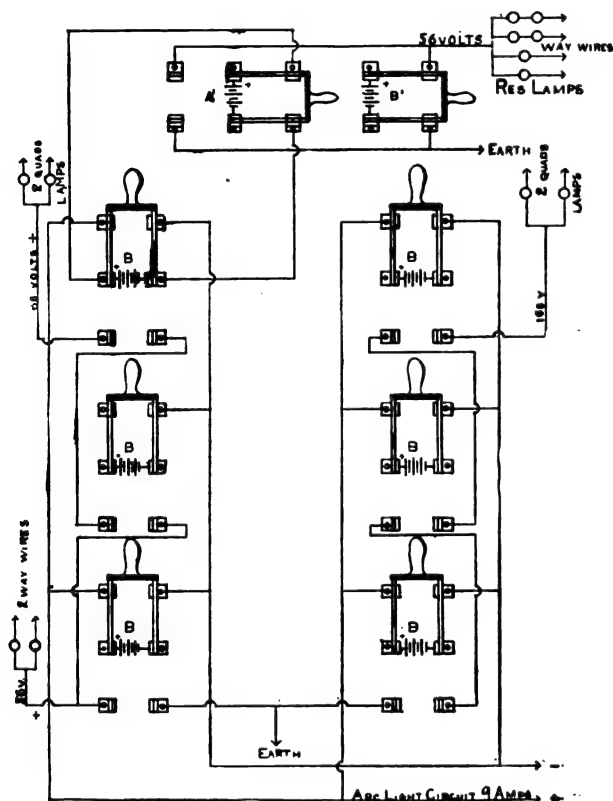 56 VOLTS
WAY WIRES
RES LAMPS
A'
+
B'
+
EARTH
2 QUADS
LAMPS
2 QUADS
LAMPS
VOLTS +
168 V
B
+
B
+
B
+
B
+
2 WAY WIRES
B
+
B
+
56 V.
+
EARTH
-
ARC LIGHT CIRCUIT 9 AMPS